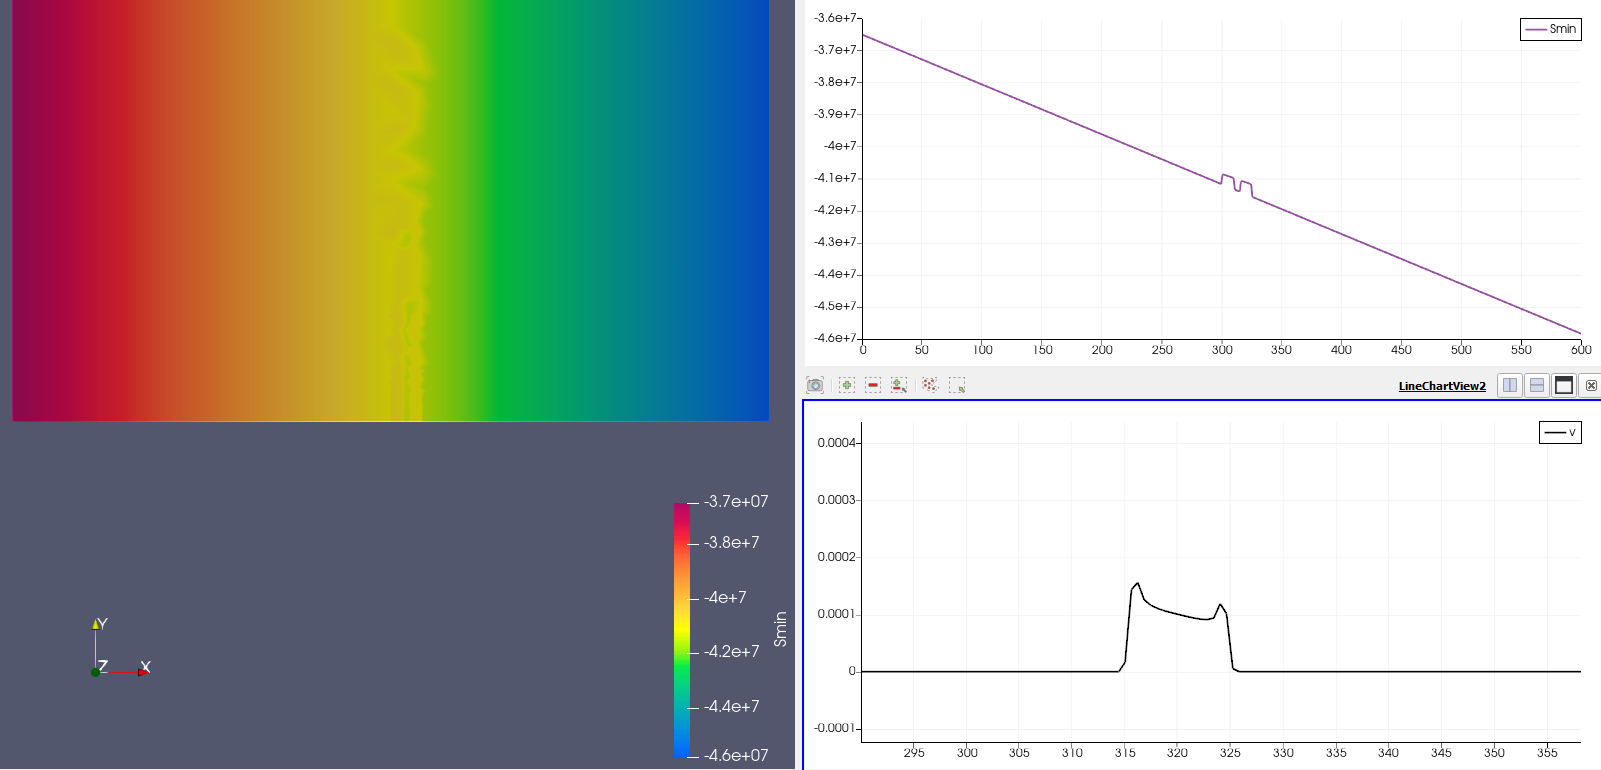 -3.6e+7
-3.7e+7
-3.8e+7
-3.9e+7
-4e+7
-4.1e+7
-4.2e+7
-4.3e+7
-4.4e+7
-4.5e+7
-4.6e+7
Smin
0 50 100 150 200 250 300 350 400 450 500 550 600
LineChartView2
0.0004
0.0003
0.0002
0.0001
0
-0.0001
v
295 300 305 310 315 320 325 330 335 340 345 350 355
-3.7e+07
-3.8e+7
-4e+7
-4.2e+7
-4.4e+7
-4.6e+07
Smin
Y
Z X